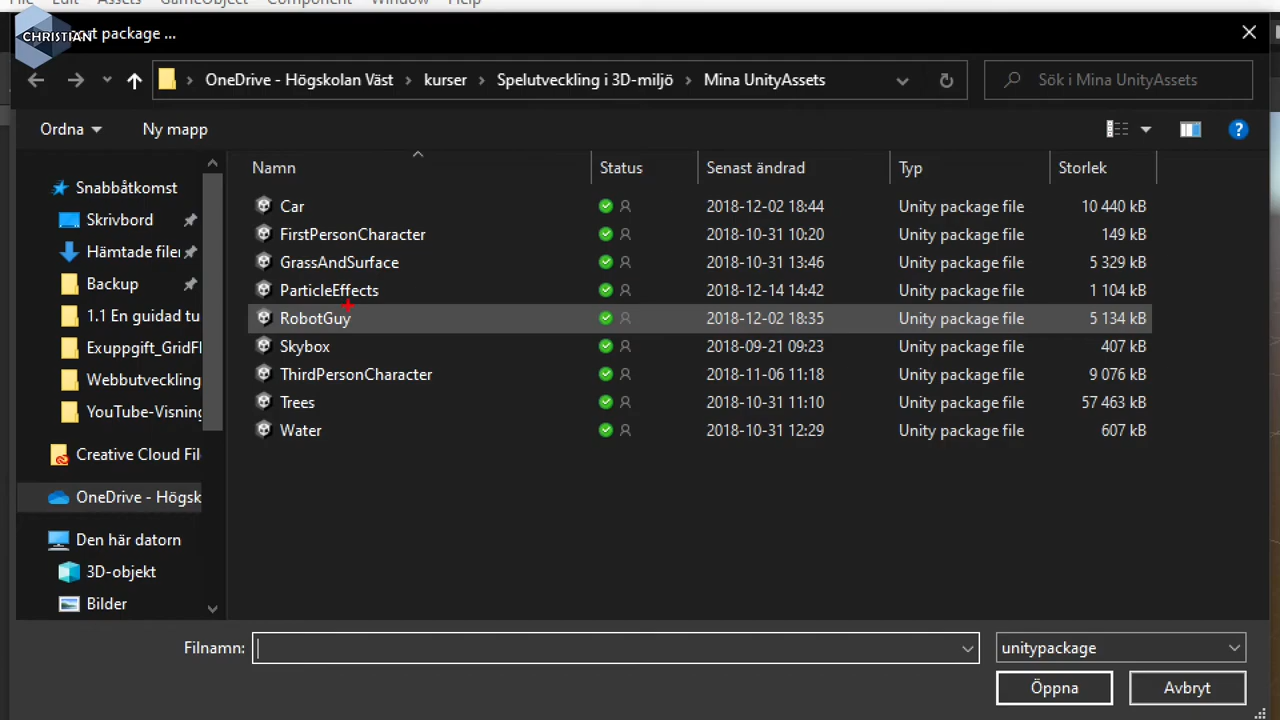 File Edit Assets GameObject Component Window Help
CHRISTIAN
port package ...
OneDrive - Högskolan Väst > kurser > Spelutveckling i 3D-miljö > Mina UnityAssets
Sök i Mina UnityAssets
Ordna
Ny mapp
Namn Status Senast ändrad Typ Storlek
Snabbåtkomst
Skrivbord
Hämtade filer
Backup
1.1 En guidad tu
Exuppgift_GridFl
Webbutveckling
YouTube-Visning
Creative Cloud Fil
OneDrive - Högsk
Den här datorn
3D-objekt
Bilder
Car 2018-12-02 18:44 Unity package file 10 440 kB
FirstPersonCharacter 2018-10-31 10:20 Unity package file 149 kB
GrassAndSurface 2018-10-31 13:46 Unity package file 5 329 kB
ParticleEffects 2018-12-14 14:42 Unity package file 1 104 kB
RobotGuy 2018-12-02 18:35 Unity package file 5 134 kB
Skybox 2018-09-21 09:23 Unity package file 407 kB
ThirdPersonCharacter 2018-11-06 11:18 Unity package file 9 076 kB
Trees 2018-10-31 11:10 Unity package file 57 463 kB
Water 2018-10-31 12:29 Unity package file 607 kB
Filnamn:
unitypackage
Öppna
Avbryt